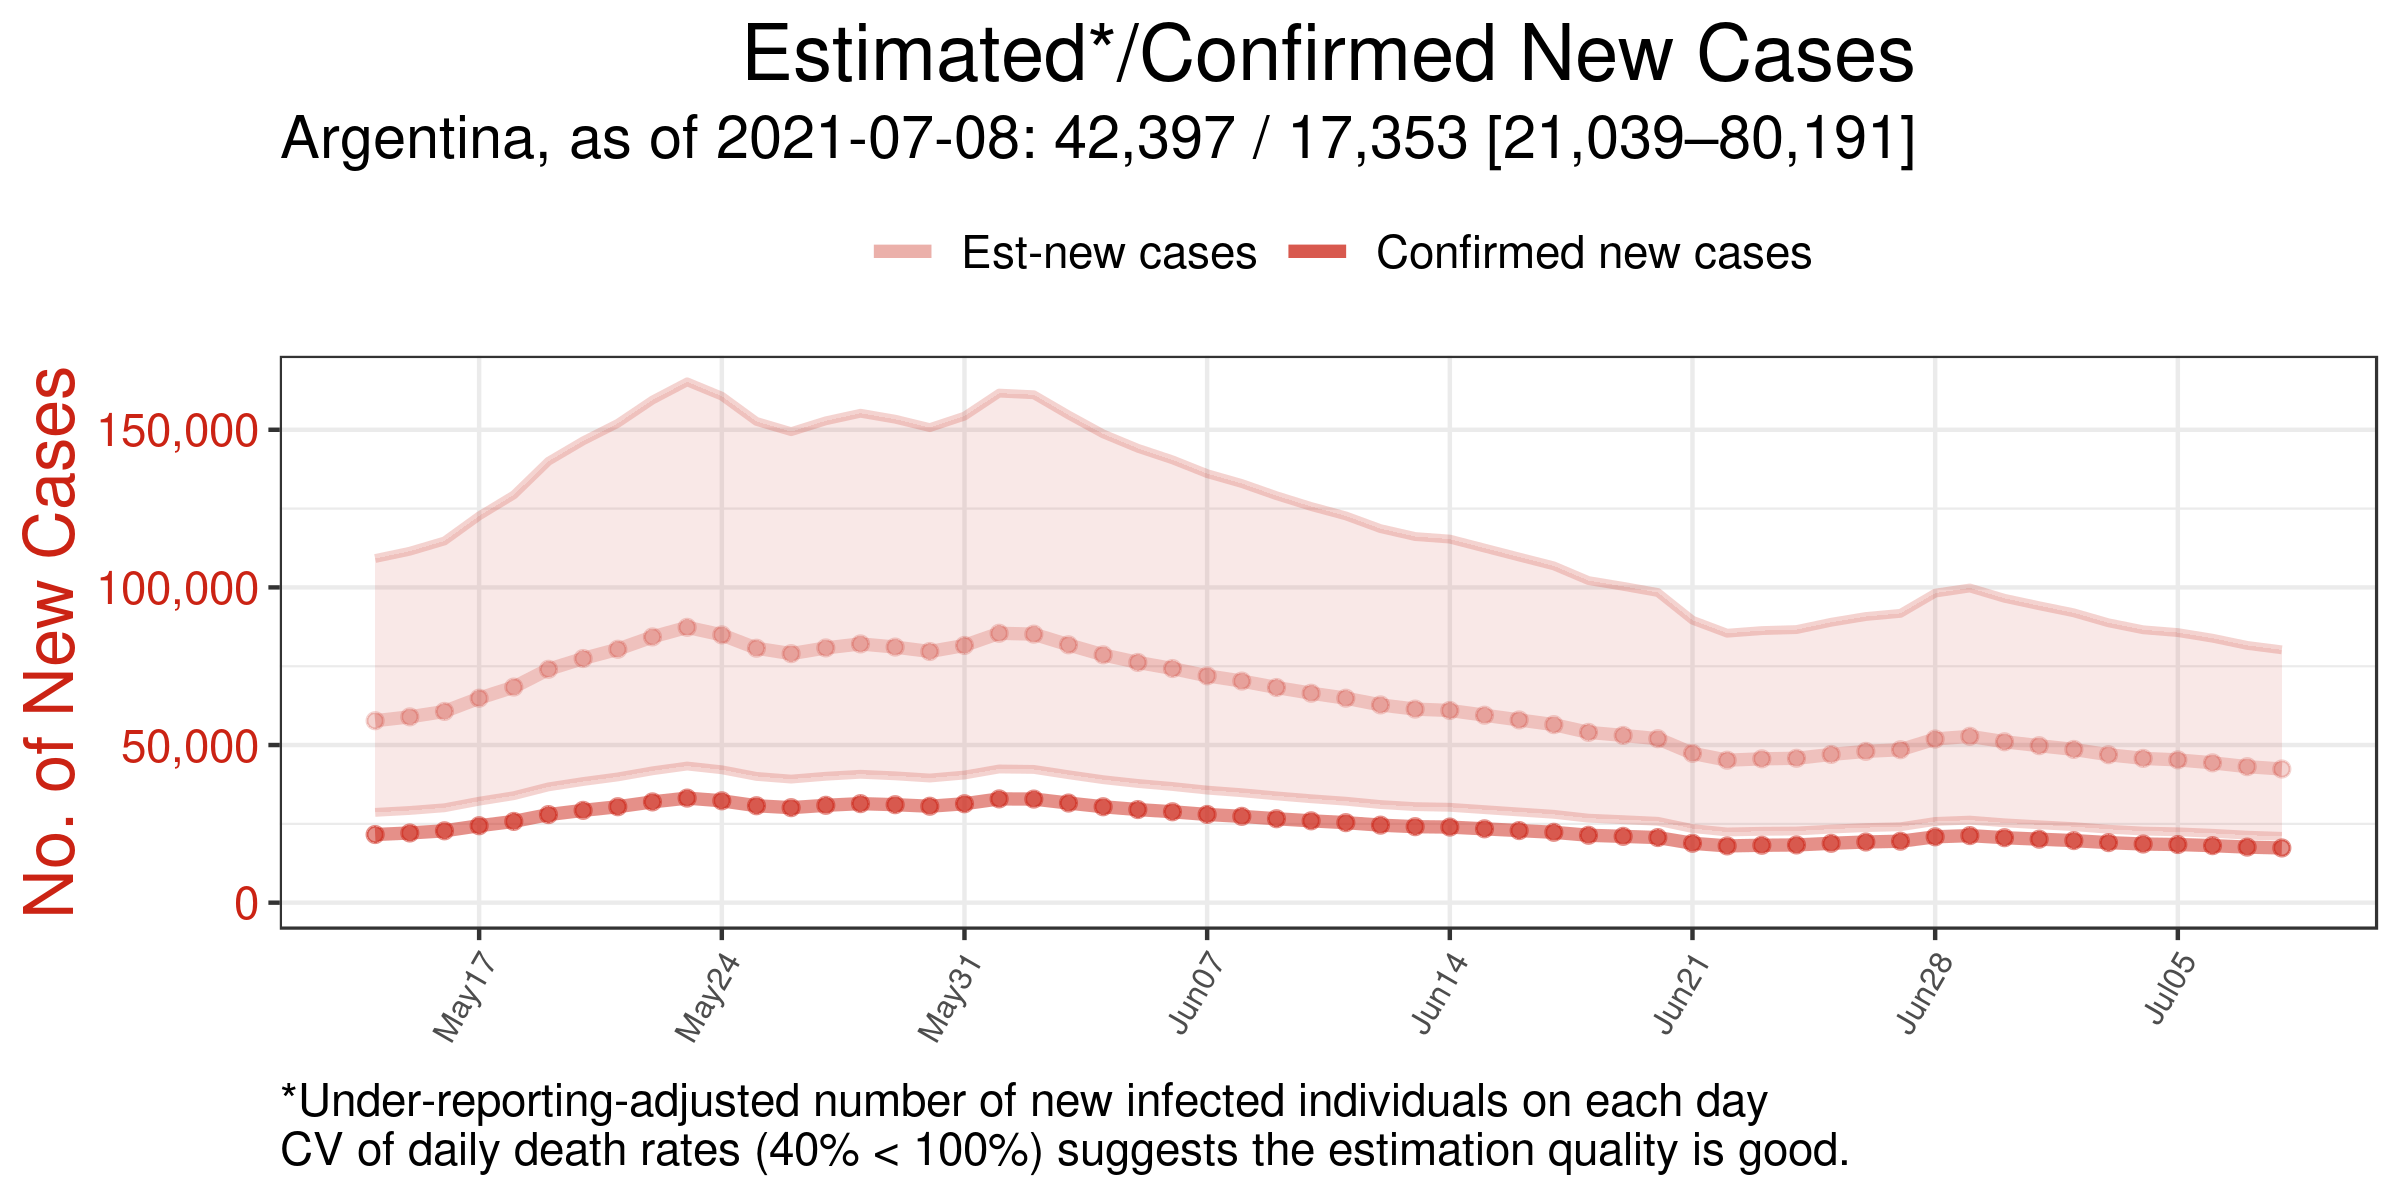 Estimated*/Confirmed New Cases
Argentina, as of 2021-07-08: 42,397 / 17,353 [21,039–80,191]
Est-new cases
Confirmed new cases
No. of New Cases
150,000
100,000
50,000
0
May17
May24
May31
Jun07
Jun14
Jun21
Jun28
Jul05
*Under-reporting-adjusted number of new infected individuals on each day
CV of daily death rates (40% < 100%) suggests the estimation quality is good.